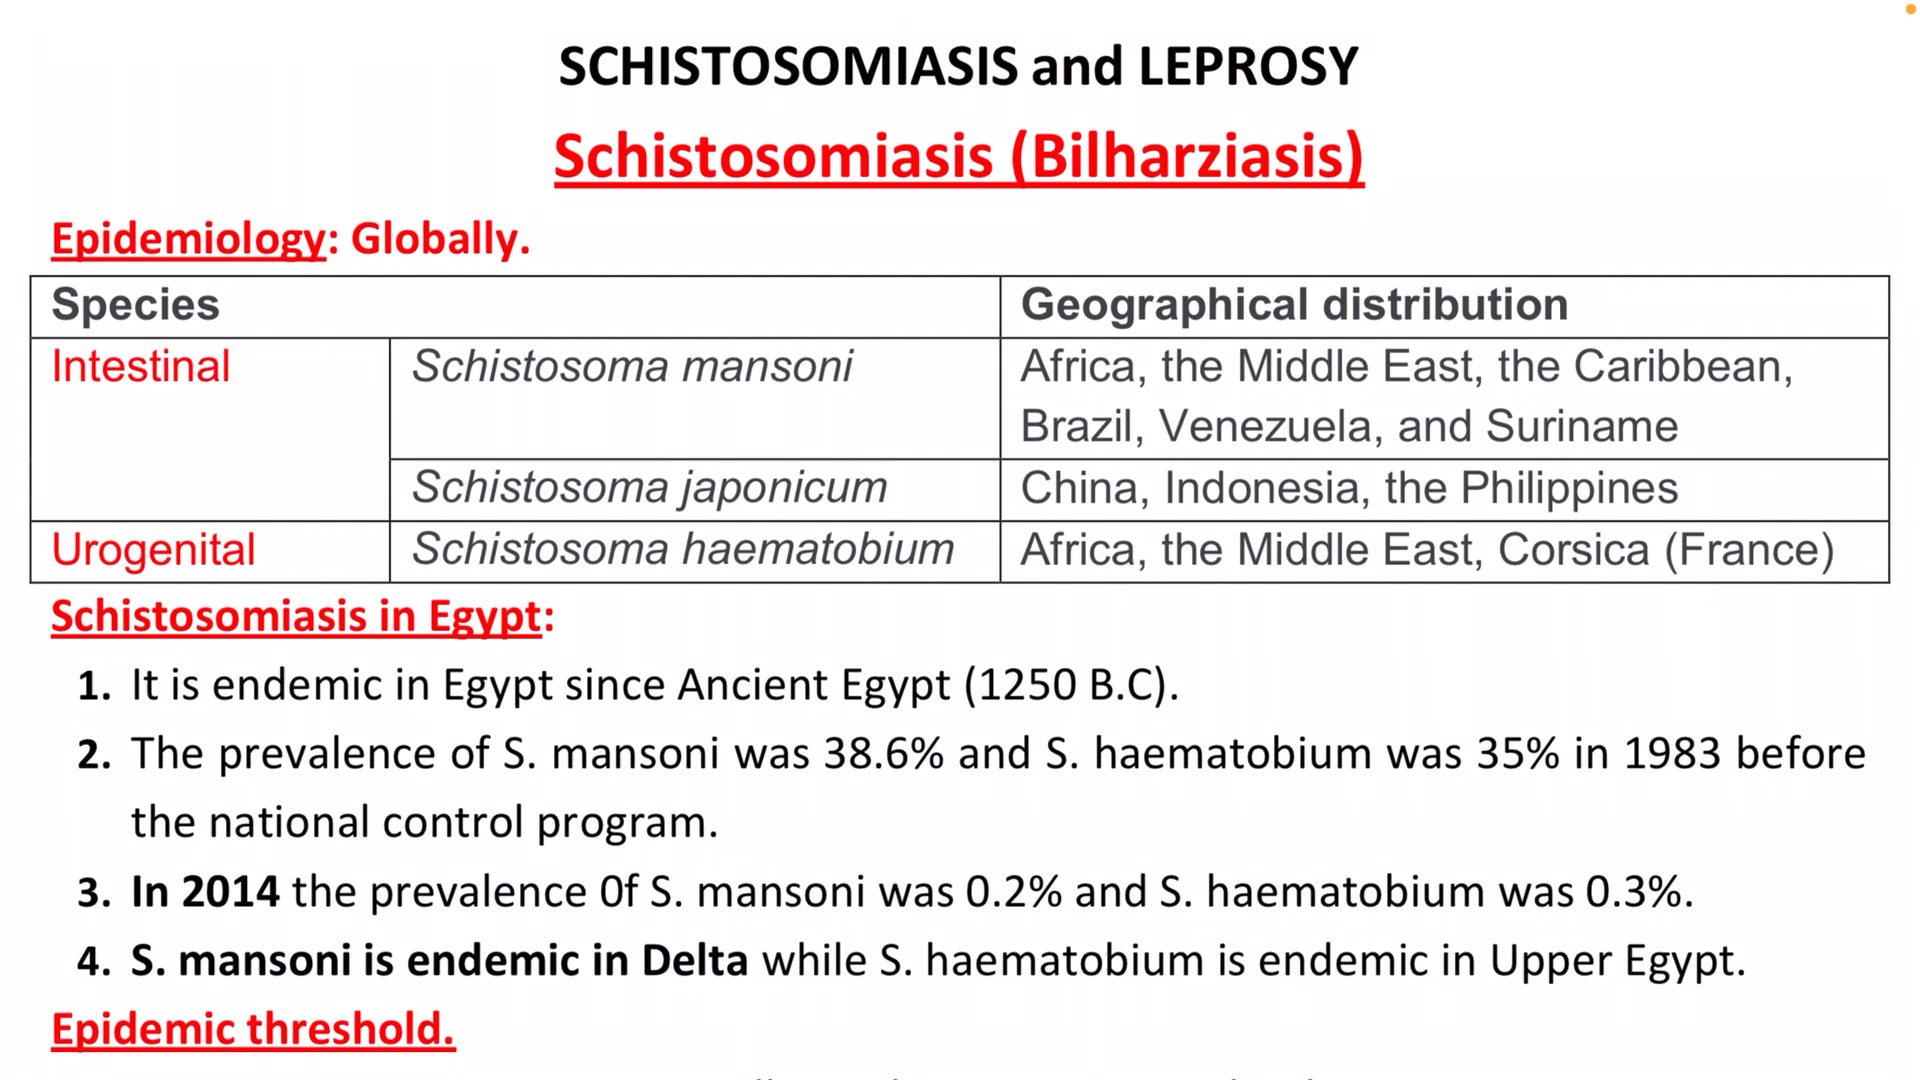 SCHISTOSOMIASIS and LEPROSY
Schistosomiasis (Bilharziasis)
Epidemiology: Globally.
Species Geographical distribution
Intestinal Schistosoma mansoni Africa, the Middle East, the Caribbean,
Brazil, Venezuela, and Suriname
Schistosoma japonicum China, Indonesia, the Philippines
Urogenital Schistosoma haematobium Africa, the Middle East, Corsica (France)
Schistosomiasis in Egypt:
1. It is endemic in Egypt since Ancient Egypt (1250 B.C).
2. The prevalence of S. mansoni was 38.6% and S. haematobium was 35% in 1983 before
the national control program.
3. In 2014 the prevalence 0f S. mansoni was 0.2% and S. haematobium was 0.3%.
4. S. mansoni is endemic in Delta while S. haematobium is endemic in Upper Egypt.
Epidemic threshold.